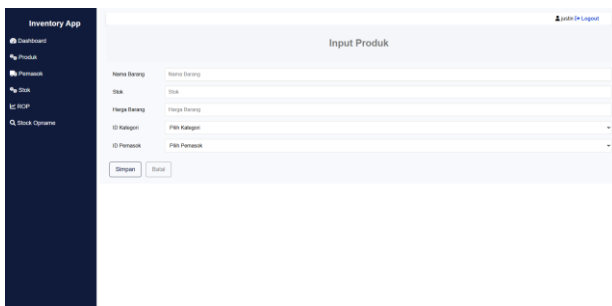 Inventory App
Dashboard
Produk
Pemasok
Stok
ROP
Stock Opname
justin Logout
Input Produk
Nama Barang Nama Barang
Stok Stok
Harga Barang Harga Barang
ID Kategori Pilih Kategori
ID Pemasok Pilih Pemasok
Simpan Batal